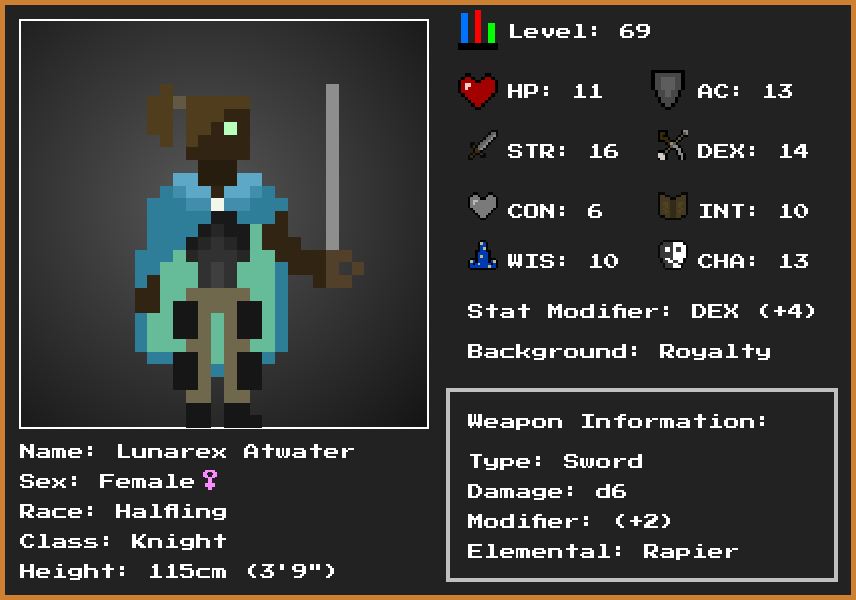 Level: 69
HP: 11 AC: 13
STR: 16 DEX: 14
CON: 6 INT: 10
WIS: 10 CHA: 13
Stat Modifier: DEX (+4)
Background: Royalty
Weapon Information:
Type: Sword
Damage: d6
Modifier: (+2)
Elemental: Rapier
Name: Lunarex Atwater
Sex: Female♀
Race: Halfling
Class: Knight
Height: 115cm (3'9")